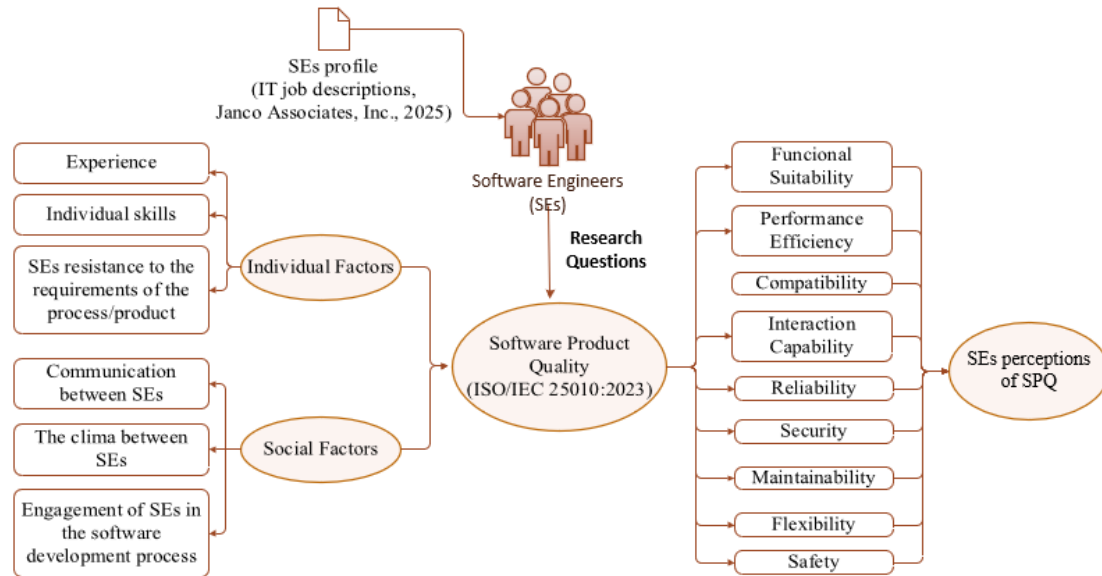 SEs profile
(IT job descriptions,
Janco Associates, Inc., 2025)
Software Engineers
(SEs)
Research
Questions
Experience
Individual skills
SEs resistance to the
requirements of the
process/product
Individual Factors
Communication
between SEs
The clima between
SEs
Engagement of SEs in
the software
development process
Social Factors
Software Product
Quality
(ISO/IEC 25010:2023)
Funcional
Suitability
Performance
Efficiency
Compatibility
Interaction
Capability
Reliability
Security
Maintainability
Flexibility
Safety
SEs perceptions
of SPQ